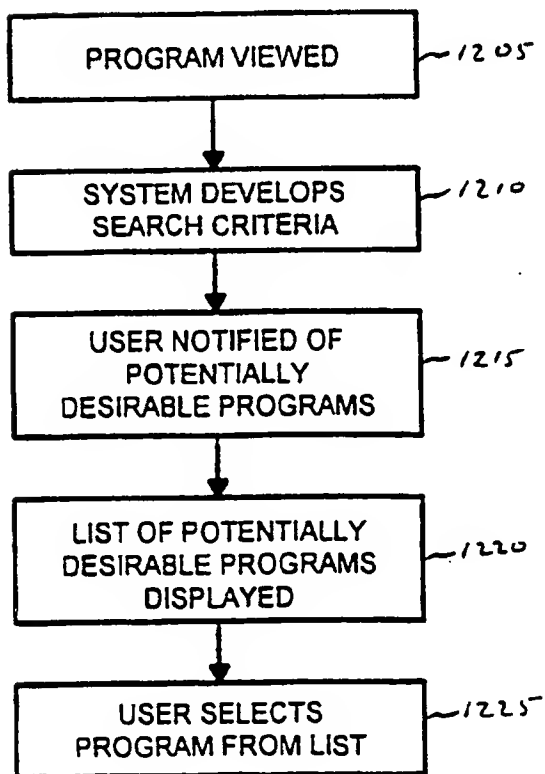 PROGRAM VIEWED
1205
SYSTEM DEVELOPS
SEARCH CRITERIA
1210
USER NOTIFIED OF
POTENTIALLY
DESIRABLE PROGRAMS
1215
LIST OF POTENTIALLY
DESIRABLE PROGRAMS
DISPLAYED
1220
USER SELECTS
PROGRAM FROM LIST
1225